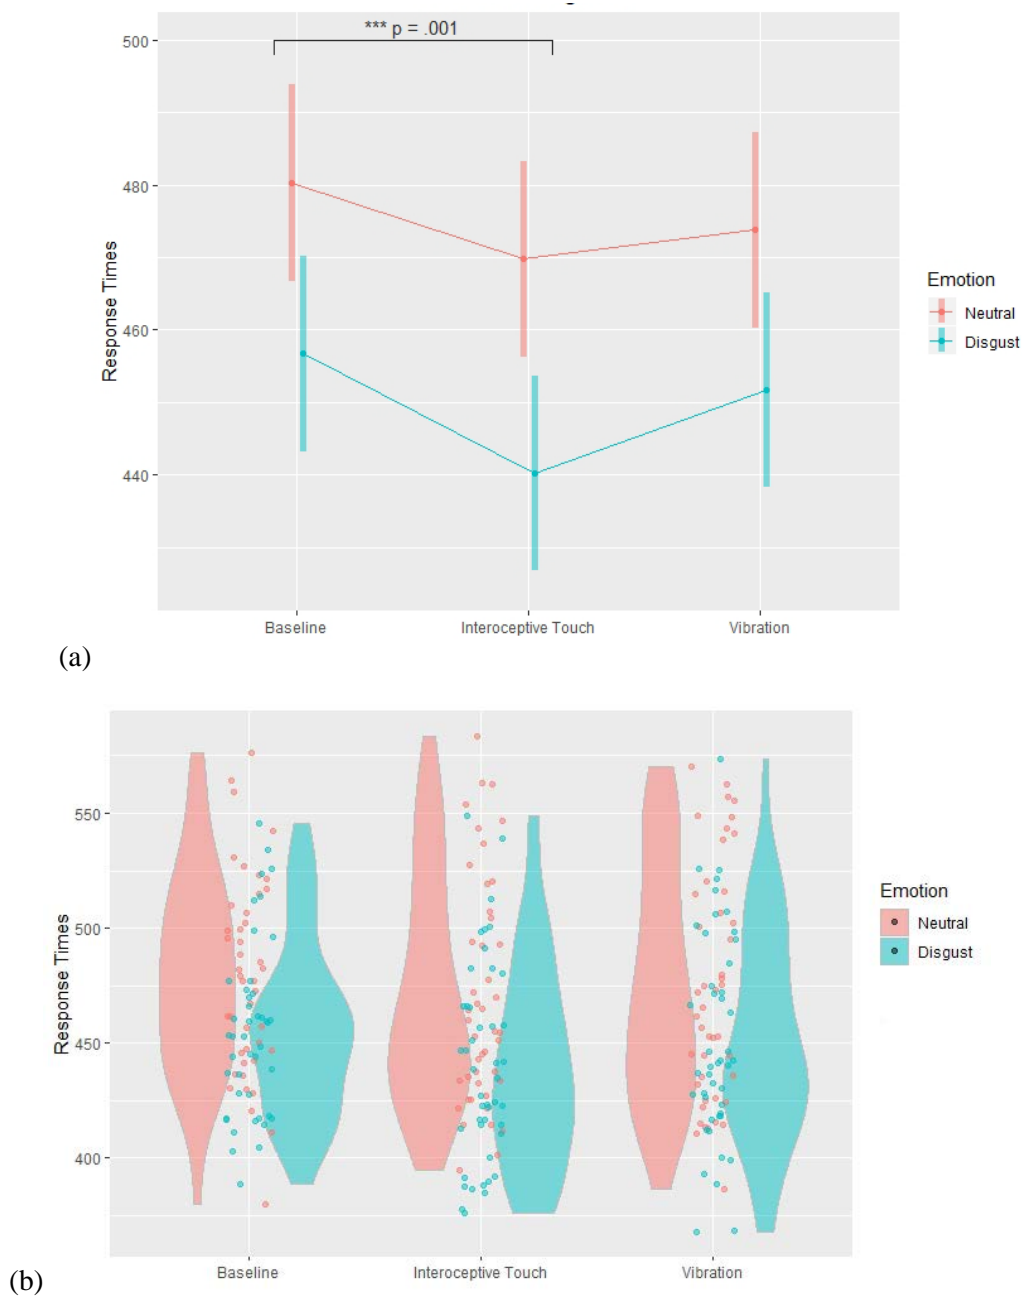 *** p = .001
500
480
460
440
Response Times
Baseline
Interoceptive Touch
Vibration
Emotion
Neutral
Disgust
(a)
550
500
450
400
Response Times
Baseline
Interoceptive Touch
Vibration
Emotion
Neutral
Disgust
(b)